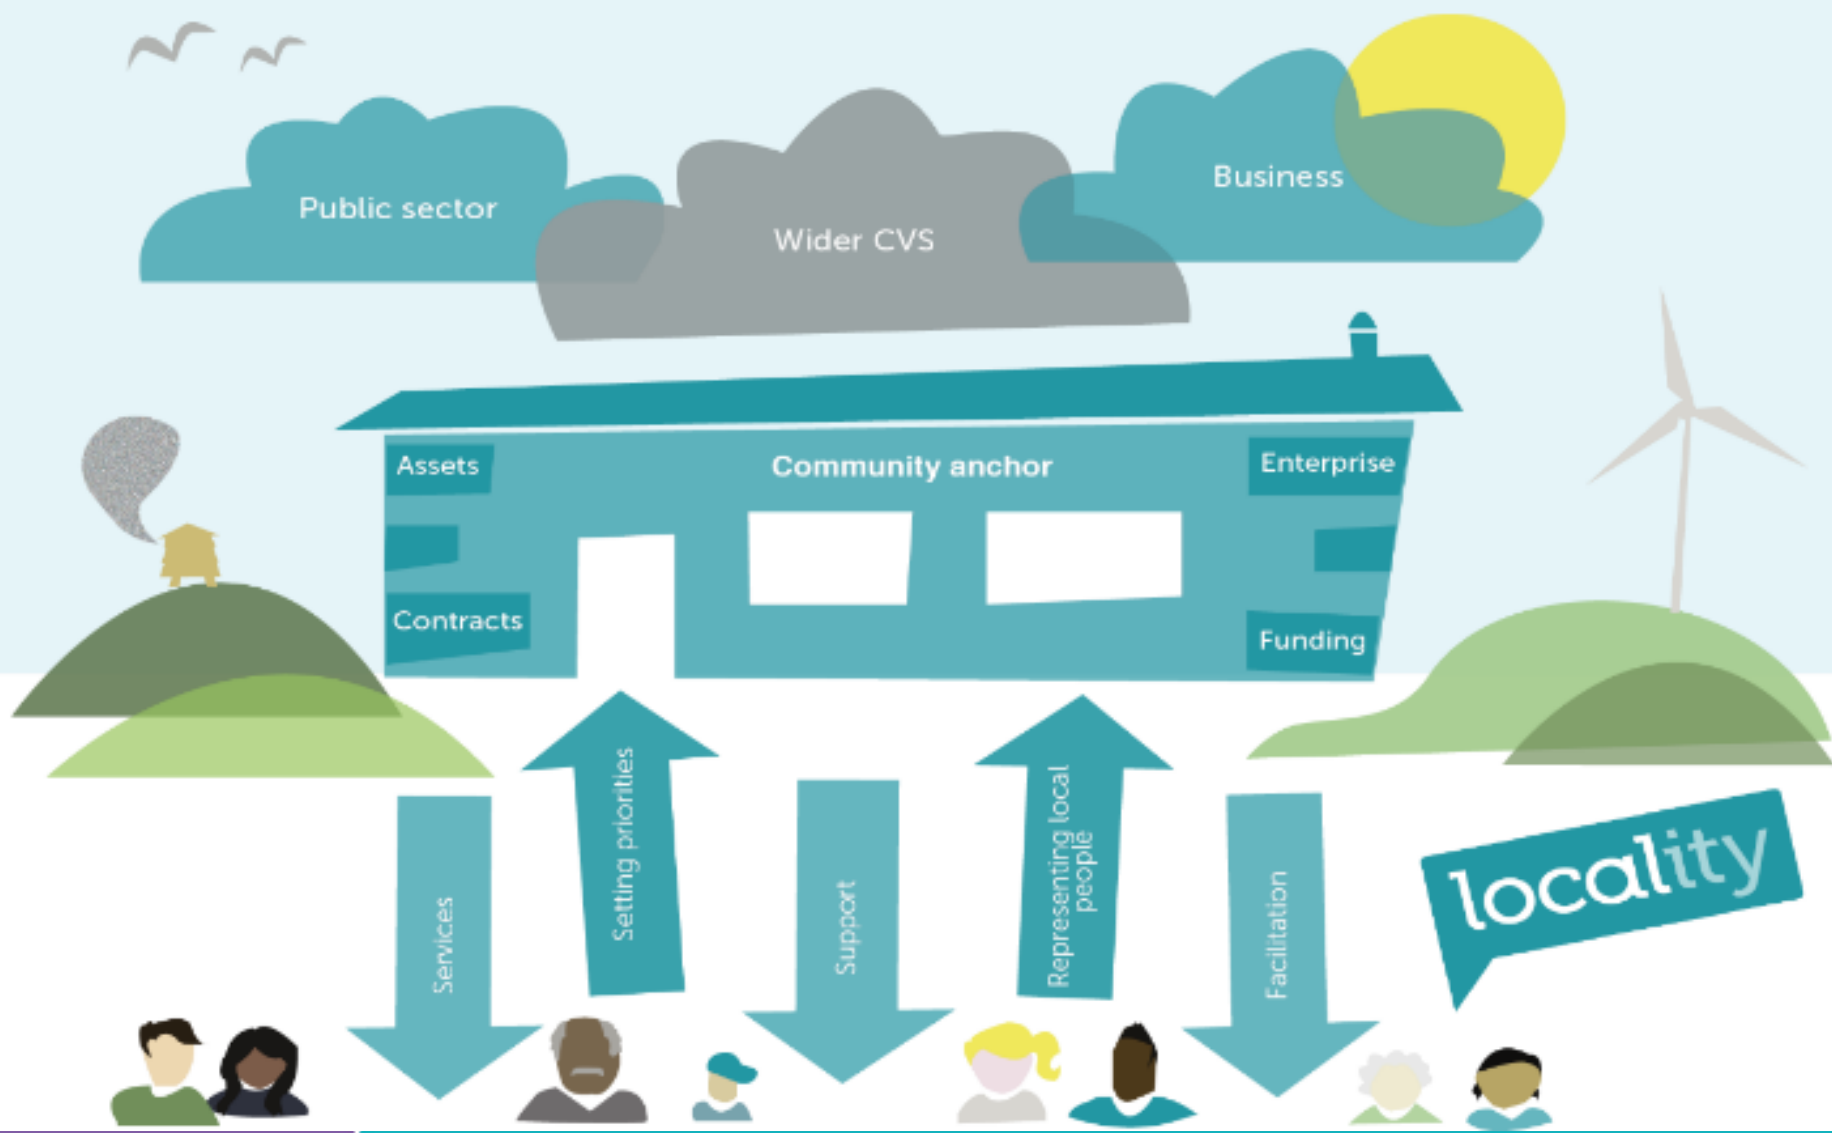 Public sector
Wider CVS
Business
Assets
Community anchor
Enterprise
Contracts
Funding
Services
Setting priorities
Support
Representing local
people
Facilitation
locality